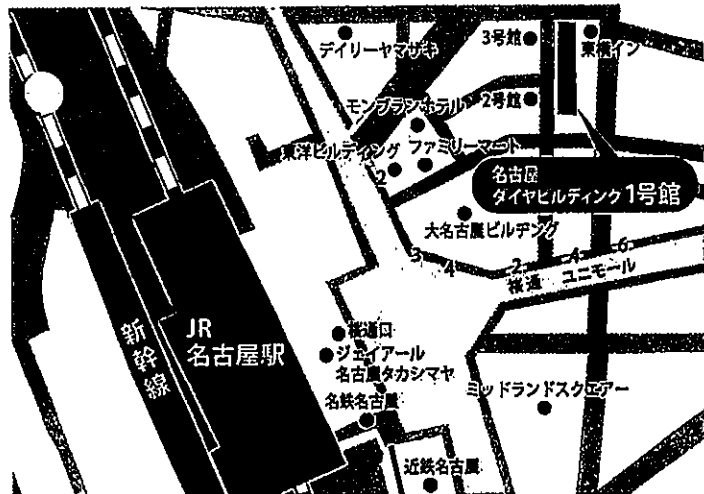 デイリーヤマザキ
3号館
東横イン
モンブランホテル
2号館
東洋ビルディング
ファミリーマート
2
名古屋
ダイヤビルディング1号館
大名古屋ビルヂング
3
4
2
4
6
桜通
ユニモール
新幹線
JR
名古屋駅
桜通口
ジェイアール
名古屋タカシマヤ
名鉄名古屋
ミッドランドスクエアー
近鉄名古屋